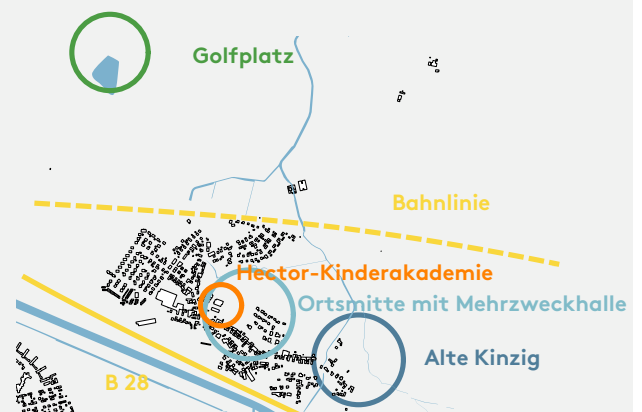 Golfplatz
Bahnlinie
Hector-Kinderakademie
Ortsmitte mit Mehrzweckhalle
Alte Kinzig
B 28